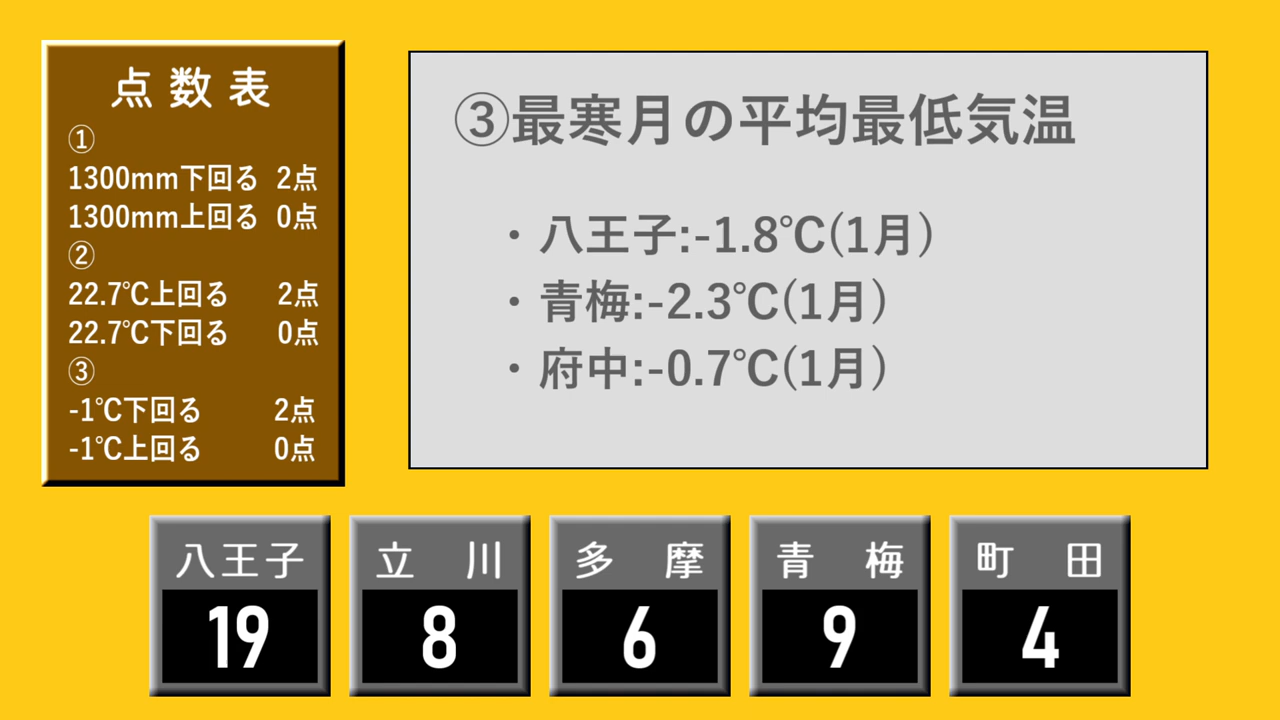 点数表
①
1300mm下回る 2点
1300mm上回る 0点
②
22.7℃上回る 2点
22.7℃下回る 0点
③
-1℃下回る 2点
-1℃上回る 0点
③最寒月の平均最低気温
・八王子:-1.8℃(1月)
・青梅:-2.3℃(1月)
・府中:-0.7℃(1月)
八王子 立川 多摩 青梅 町田
19 8 6 9 4